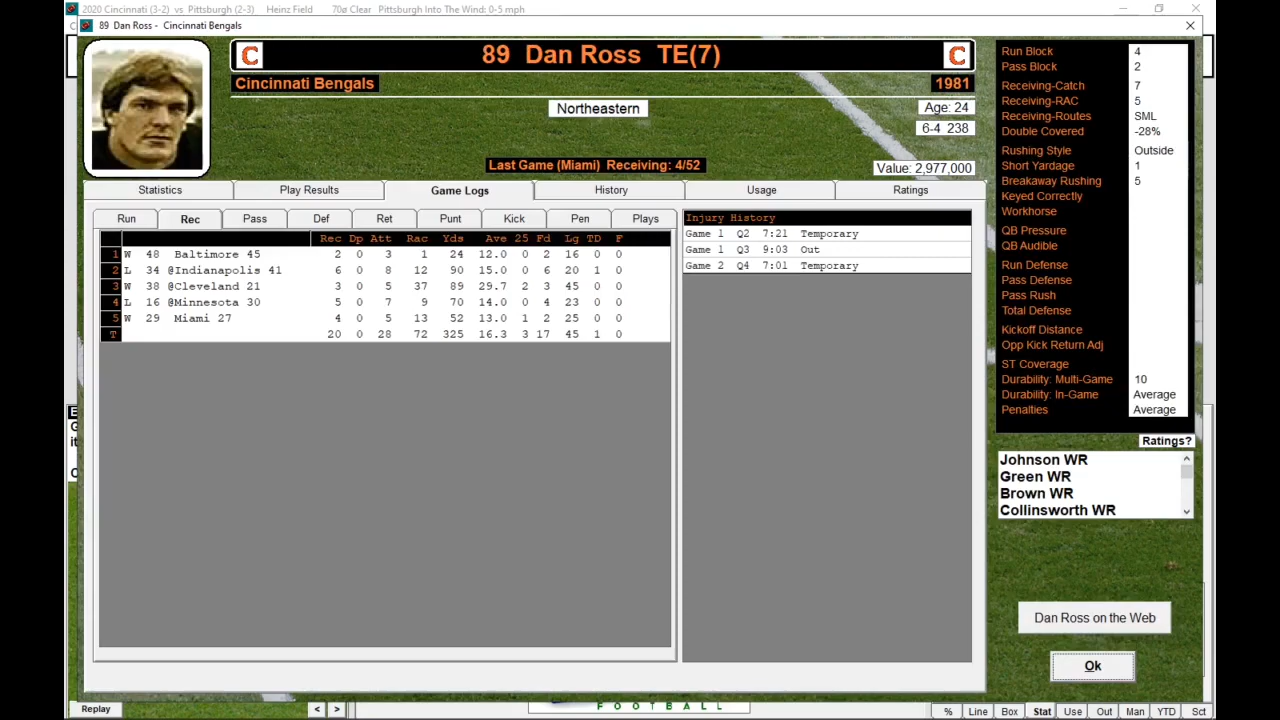 2020 Cincinnati (3-2) vs Pittsburgh (2-3) Heinz Field 70ø Clear Pittsburgh Into The Wind: 0-5 mph
89 Dan Ross - Cincinnati Bengals
C 89 Dan Ross TE(7) C
Cincinnati Bengals 1981
Northeastern Age: 24
6-4 238
Last Game (Miami) Receiving: 4/52 Value: 2,977,000
Statistics Play Results Game Logs History Usage Ratings
Run Rec Pass Def Ret Punt Kick Pen Plays
Rec Dp Att Rac Yds Ave 25 Fd Lg TD F
1 W 48 Baltimore 45 2 0 3 1 24 12.0 0 2 16 0 0
2 L 34 @Indianapolis 41 6 0 8 12 90 15.0 0 6 20 1 0
3 W 38 @Cleveland 21 3 0 5 37 89 29.7 2 3 45 0 0
4 L 16 @Minnesota 30 5 0 7 9 70 14.0 0 4 23 0 0
5 W 29 Miami 27 4 0 5 13 52 13.0 1 2 25 0 0
T 20 0 28 72 325 16.3 3 17 45 1 0
Injury History
Game 1 Q2 7:21 Temporary
Game 1 Q3 9:03 Out
Game 2 Q4 7:01 Temporary
Run Block 4
Pass Block 2
Receiving-Catch 7
Receiving-RAC 5
Receiving-Routes SML
Double Covered -28%
Rushing Style Outside
Short Yardage 1
Breakaway Rushing 5
Keyed Correctly
Workhorse
QB Pressure
QB Audible
Run Defense
Pass Defense
Pass Rush
Total Defense
Kickoff Distance
Opp Kick Return Adj
ST Coverage
Durability: Multi-Game 10
Durability: In-Game Average
Penalties Average
Ratings?
Johnson WR
Green WR
Brown WR
Collinsworth WR
Dan Ross on the Web
Ok
Replay < > FOOTBALL % Line Box Stat Use Out Man YTD Sct